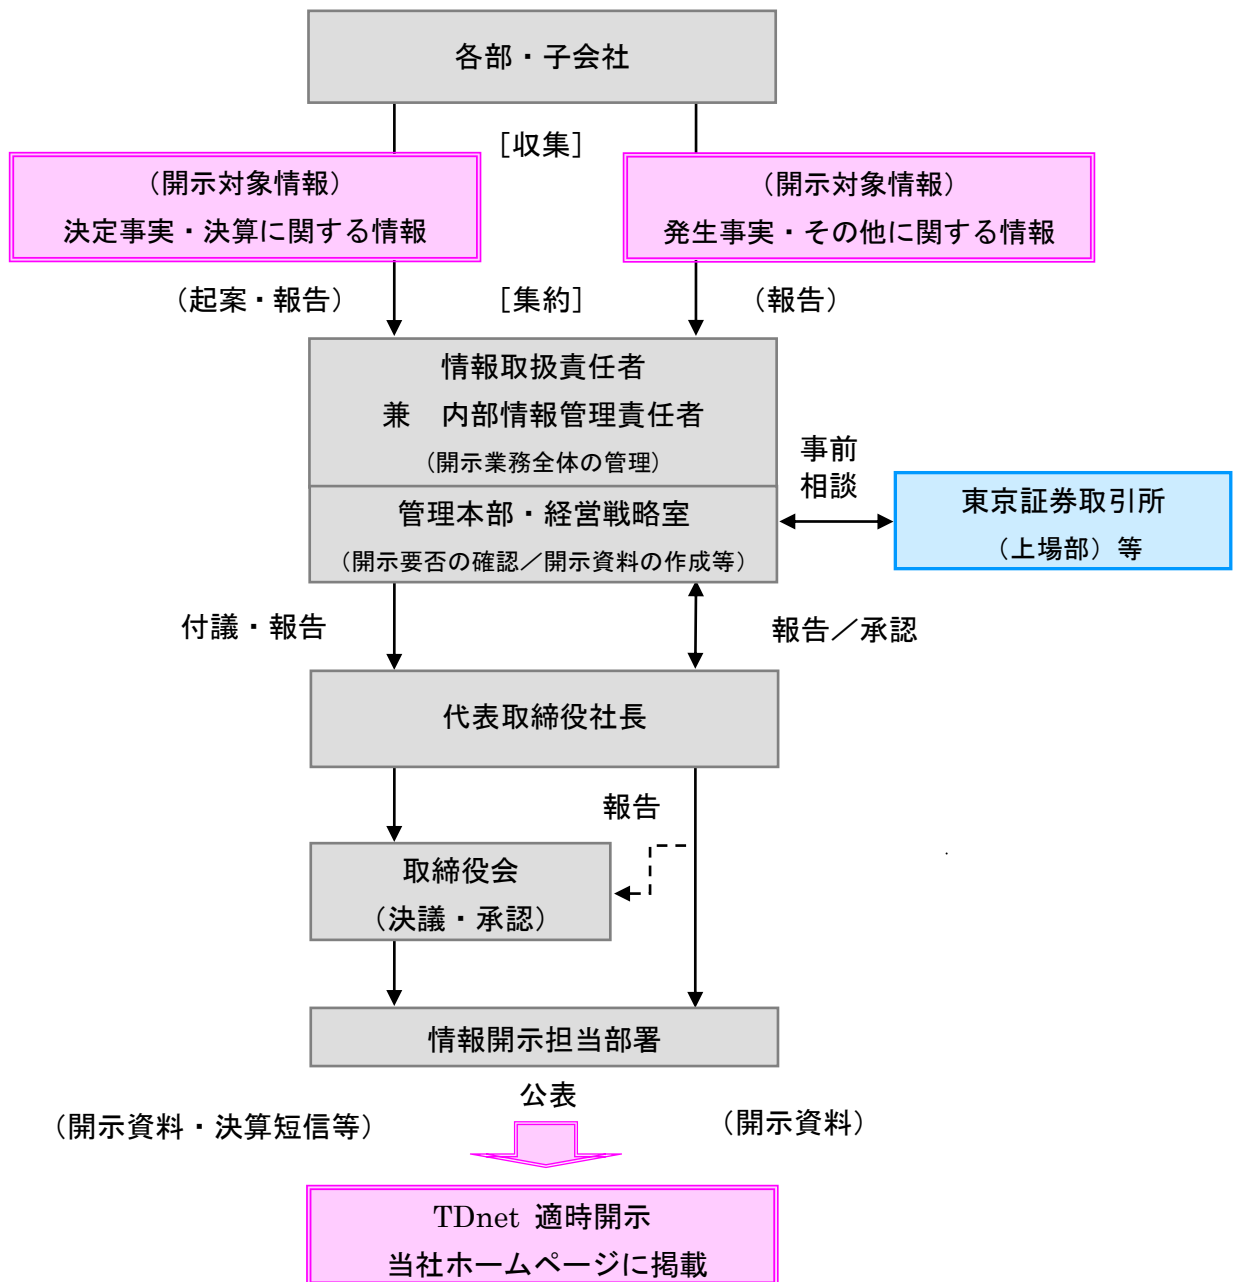 各部・子会社
［収集］
（開示対象情報）
決定事実・決算に関する情報
（開示対象情報）
発生事実・その他に関する情報
（起案・報告）
［集約］
（報告）
情報取扱責任者
兼　内部情報管理責任者
（開示業務全体の管理）
管理本部・経営戦略室
（開示要否の確認／開示資料の作成等）
事前
相談
東京証券取引所
（上場部）等
付議・報告
報告／承認
代表取締役社長
報告
取締役会
（決議・承認）
情報開示担当部署
公表
（開示資料・決算短信等）
（開示資料）
TDnet 適時開示
当社ホームページに掲載